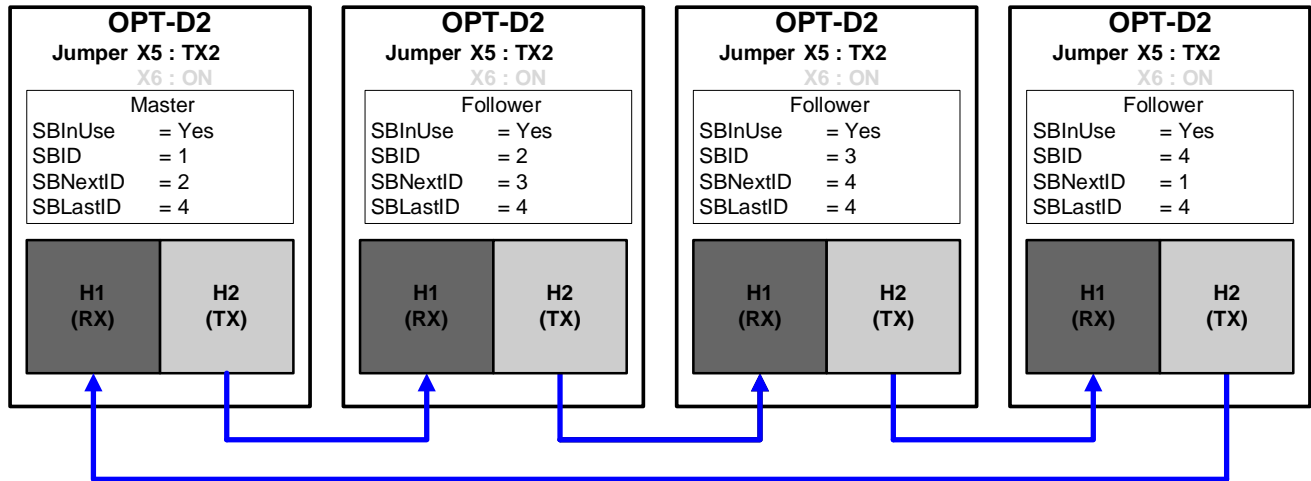 OPT-D2
Jumper X5 : TX2
X6 : ON
Master
SBInUse = Yes
SBID = 1
SBNextID = 2
SBLastID = 4
H1
(RX)
H2
(TX)
OPT-D2
Jumper X5 : TX2
X6 : ON
Follower
SBInUse = Yes
SBID = 2
SBNextID = 3
SBLastID = 4
H1
(RX)
H2
(TX)
OPT-D2
Jumper X5 : TX2
X6 : ON
Follower
SBInUse = Yes
SBID = 3
SBNextID = 4
SBLastID = 4
H1
(RX)
H2
(TX)
OPT-D2
Jumper X5 : TX2
X6 : ON
Follower
SBInUse = Yes
SBID = 4
SBNextID = 1
SBLastID = 4
H1
(RX)
H2
(TX)